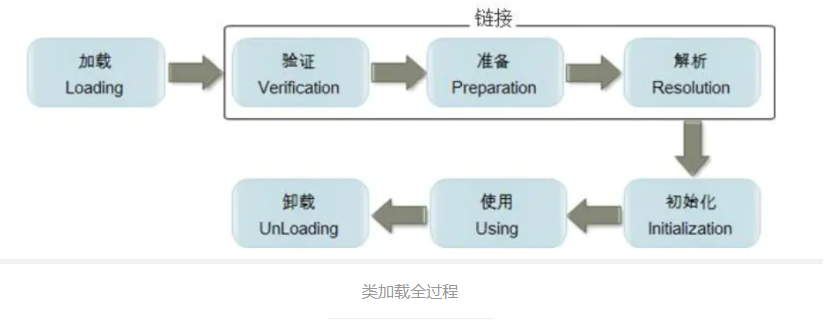 链接
加载
Loading
验证
Verification
准备
Preparation
解析
Resolution
卸载
UnLoading
使用
Using
初始化
Initialization
类加载全过程